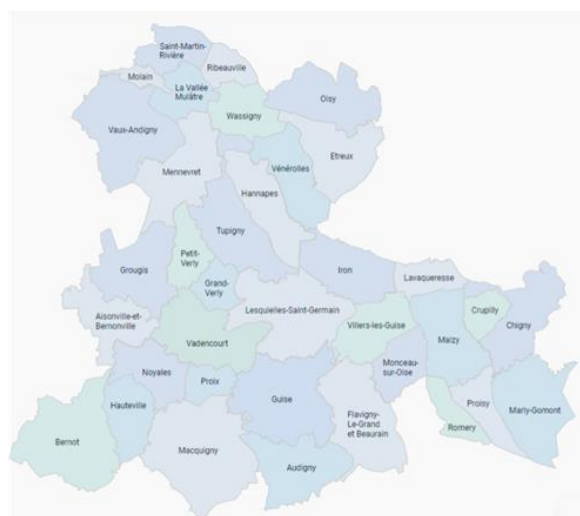 Saint-Martin-
Rivière
Ribeauville
Molain
La Vallée
Mulâtre
Oisy
Wassigny
Vaux-Andigny
Etreux
Vénérolles
Mennevret
Hannapes
Tupigny
Petit-
Verly
Grougis
Iron
Lavaqueresse
Grand-
Verly
Crupilly
Lesquielles-Saint-Germain
Aisonville-et-
Bernonville
Villers-les-Guise
Chigny
Malzy
Vadencourt
Monceau-
sur-Oise
Noyales
Proix
Guise
Proisy
Marly-Gomont
Hauteville
Flavigny-
Le-Grand
et Beaurain
Romery
Bernot
Macquigny
Audigny